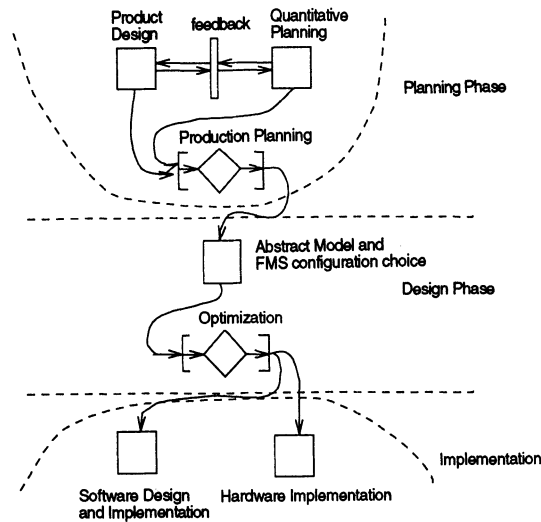 Product
Design
feedback
Quantitative
Planning
Planning Phase
Production Planning
Abstract Model and
FMS configuration choice
Design Phase
Optimization
Implementation
Software Design
and Implementation
Hardware Implementation